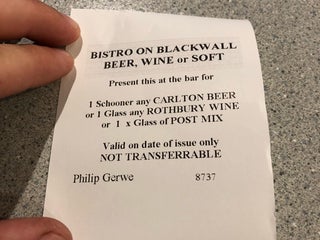 BISTRO ON BLACKWALL
BEER, WINE or SOFT
Present this at the bar for
1 Schooner any CARLTON BEER
or 1 Glass any ROTHBURY WINE
or 1 x Glass of POST MIX
Valid on date of issue only
NOT TRANSFERRABLE
Philip Gerwe 8737